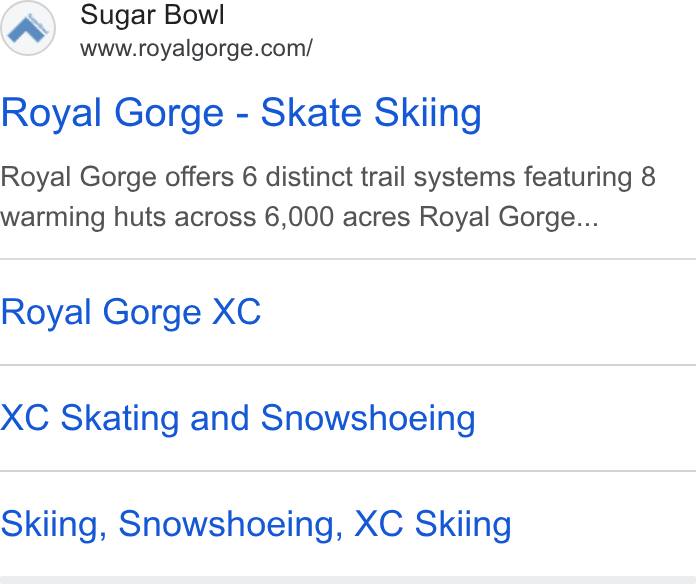 Sugar Bowl
www.royalgorge.com/
Royal Gorge - Skate Skiing
Royal Gorge offers 6 distinct trail systems featuring 8
warming huts across 6,000 acres Royal Gorge...
Royal Gorge XC
XC Skating and Snowshoeing
Skiing, Snowshoeing, XC Skiing